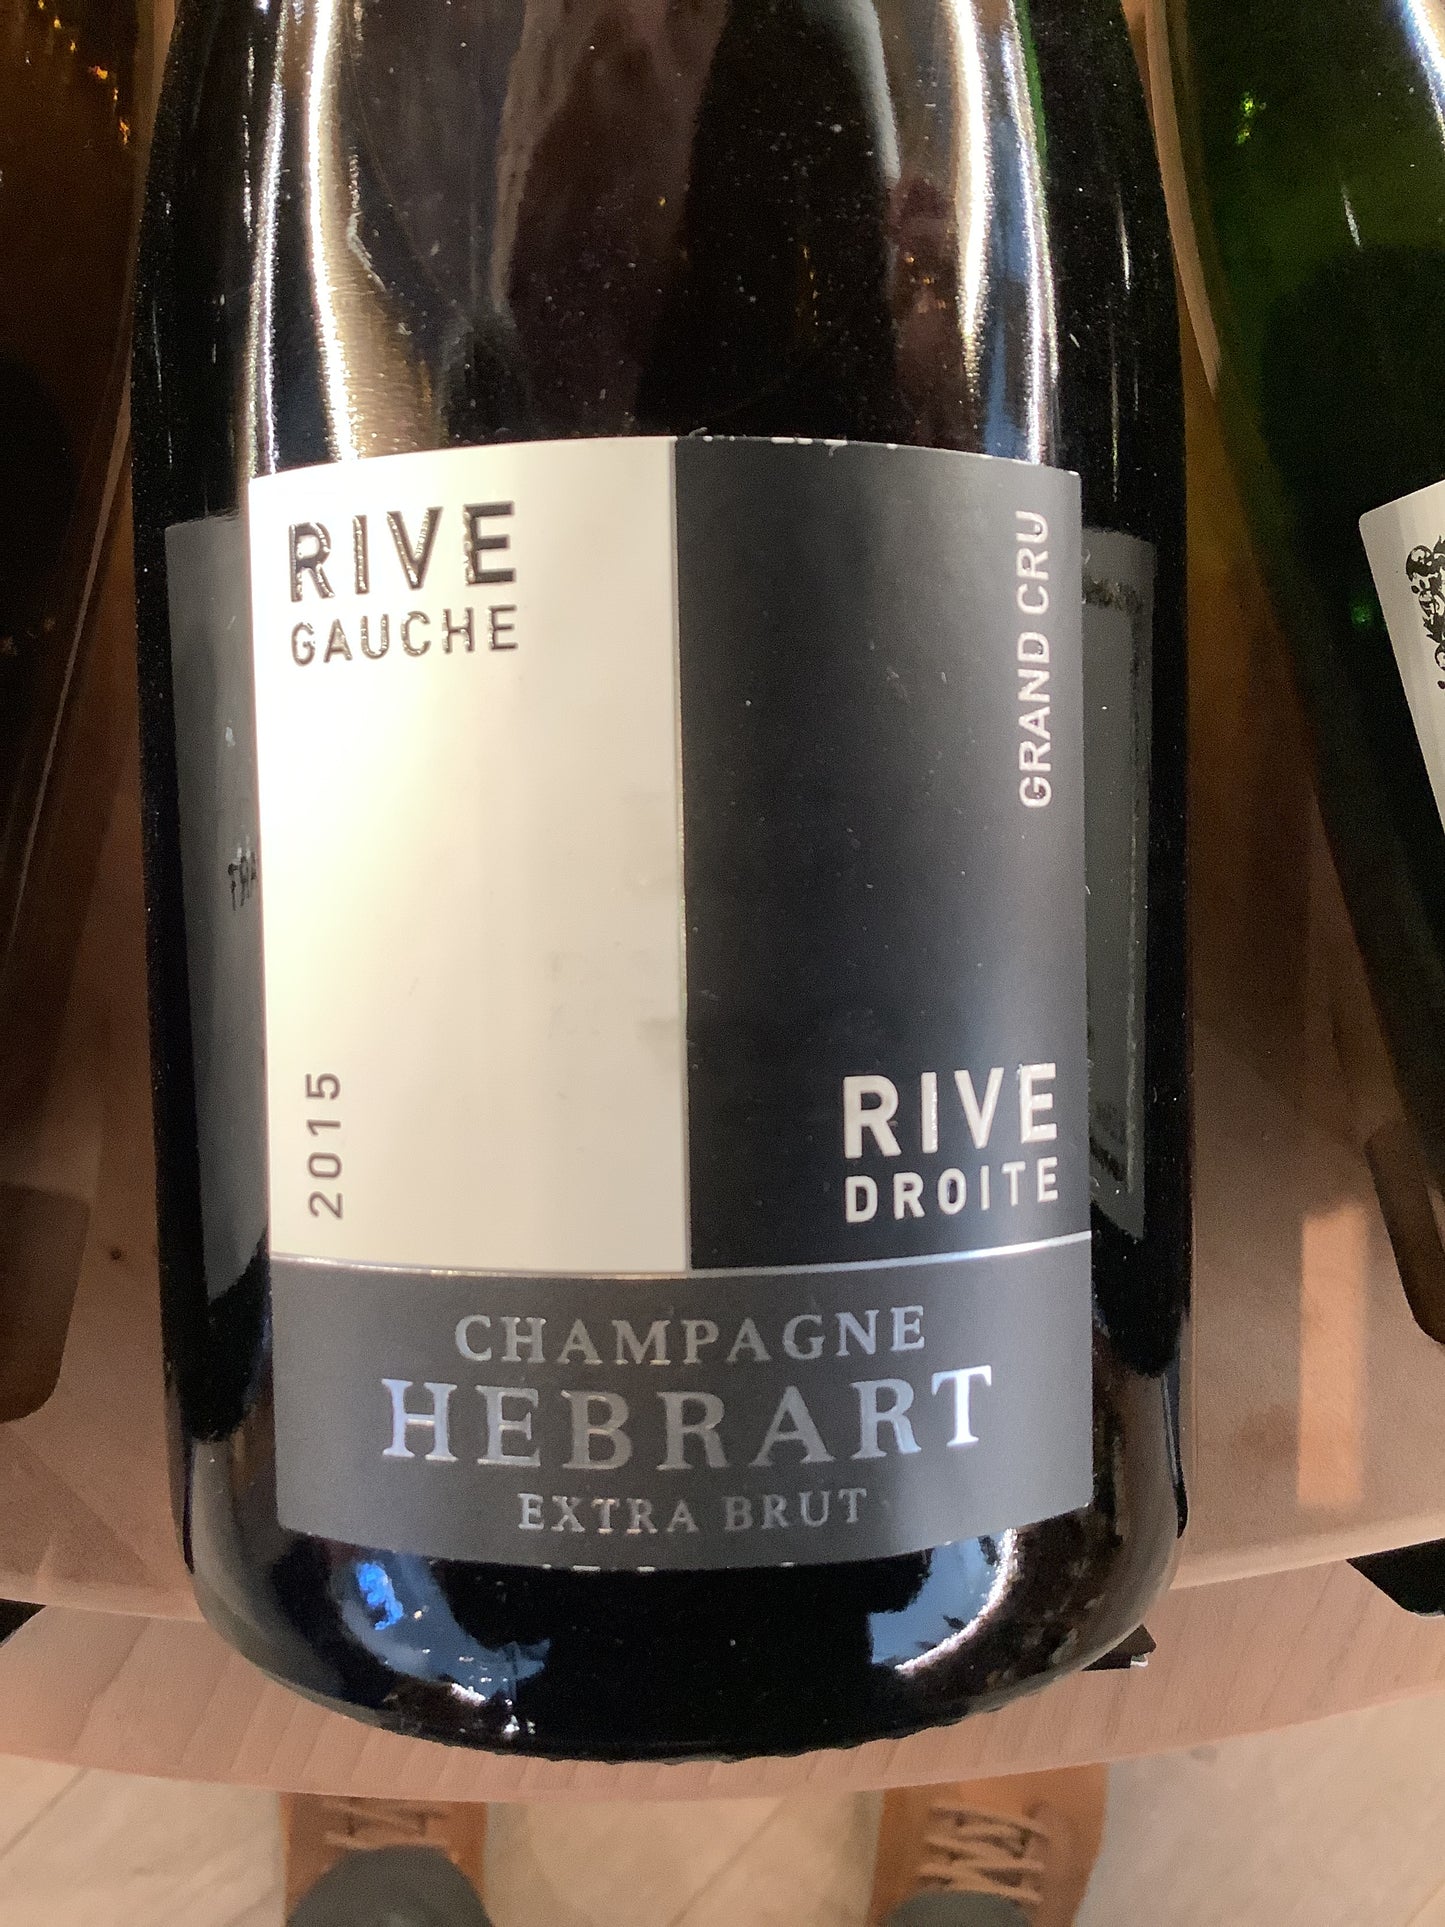 RIVE
GAUCHE
GRAND CRU
2015
RIVE
DROITE
CHAMPAGNE
HEBRART
EXTRA BRUT